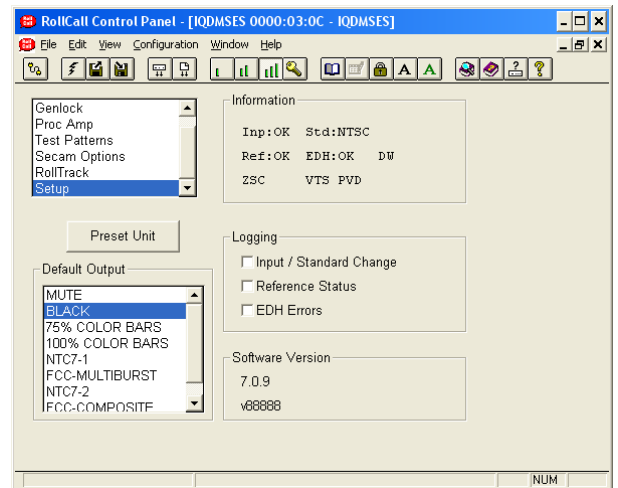 RollCall Control Panel - [IQDMSES 0000:03:0C - IQDMSES]
File Edit View Configuration Window Help
A A ?
Genlock
Proc Amp
Test Patterns
Secam Options
RollTrack
Setup
Information
Inp:OK Std:NTSC
Ref:OK EDH:OK DW
ZSC VTS PVD
Preset Unit
Default Output
MUTE
BLACK
75% COLOR BARS
100% COLOR BARS
NTC7-1
FCC-MULTIBURST
NTC7-2
FCC-COMPOSITE
Logging
Input / Standard Change
Reference Status
EDH Errors
Software Version
7.0.9
v88888
NUM